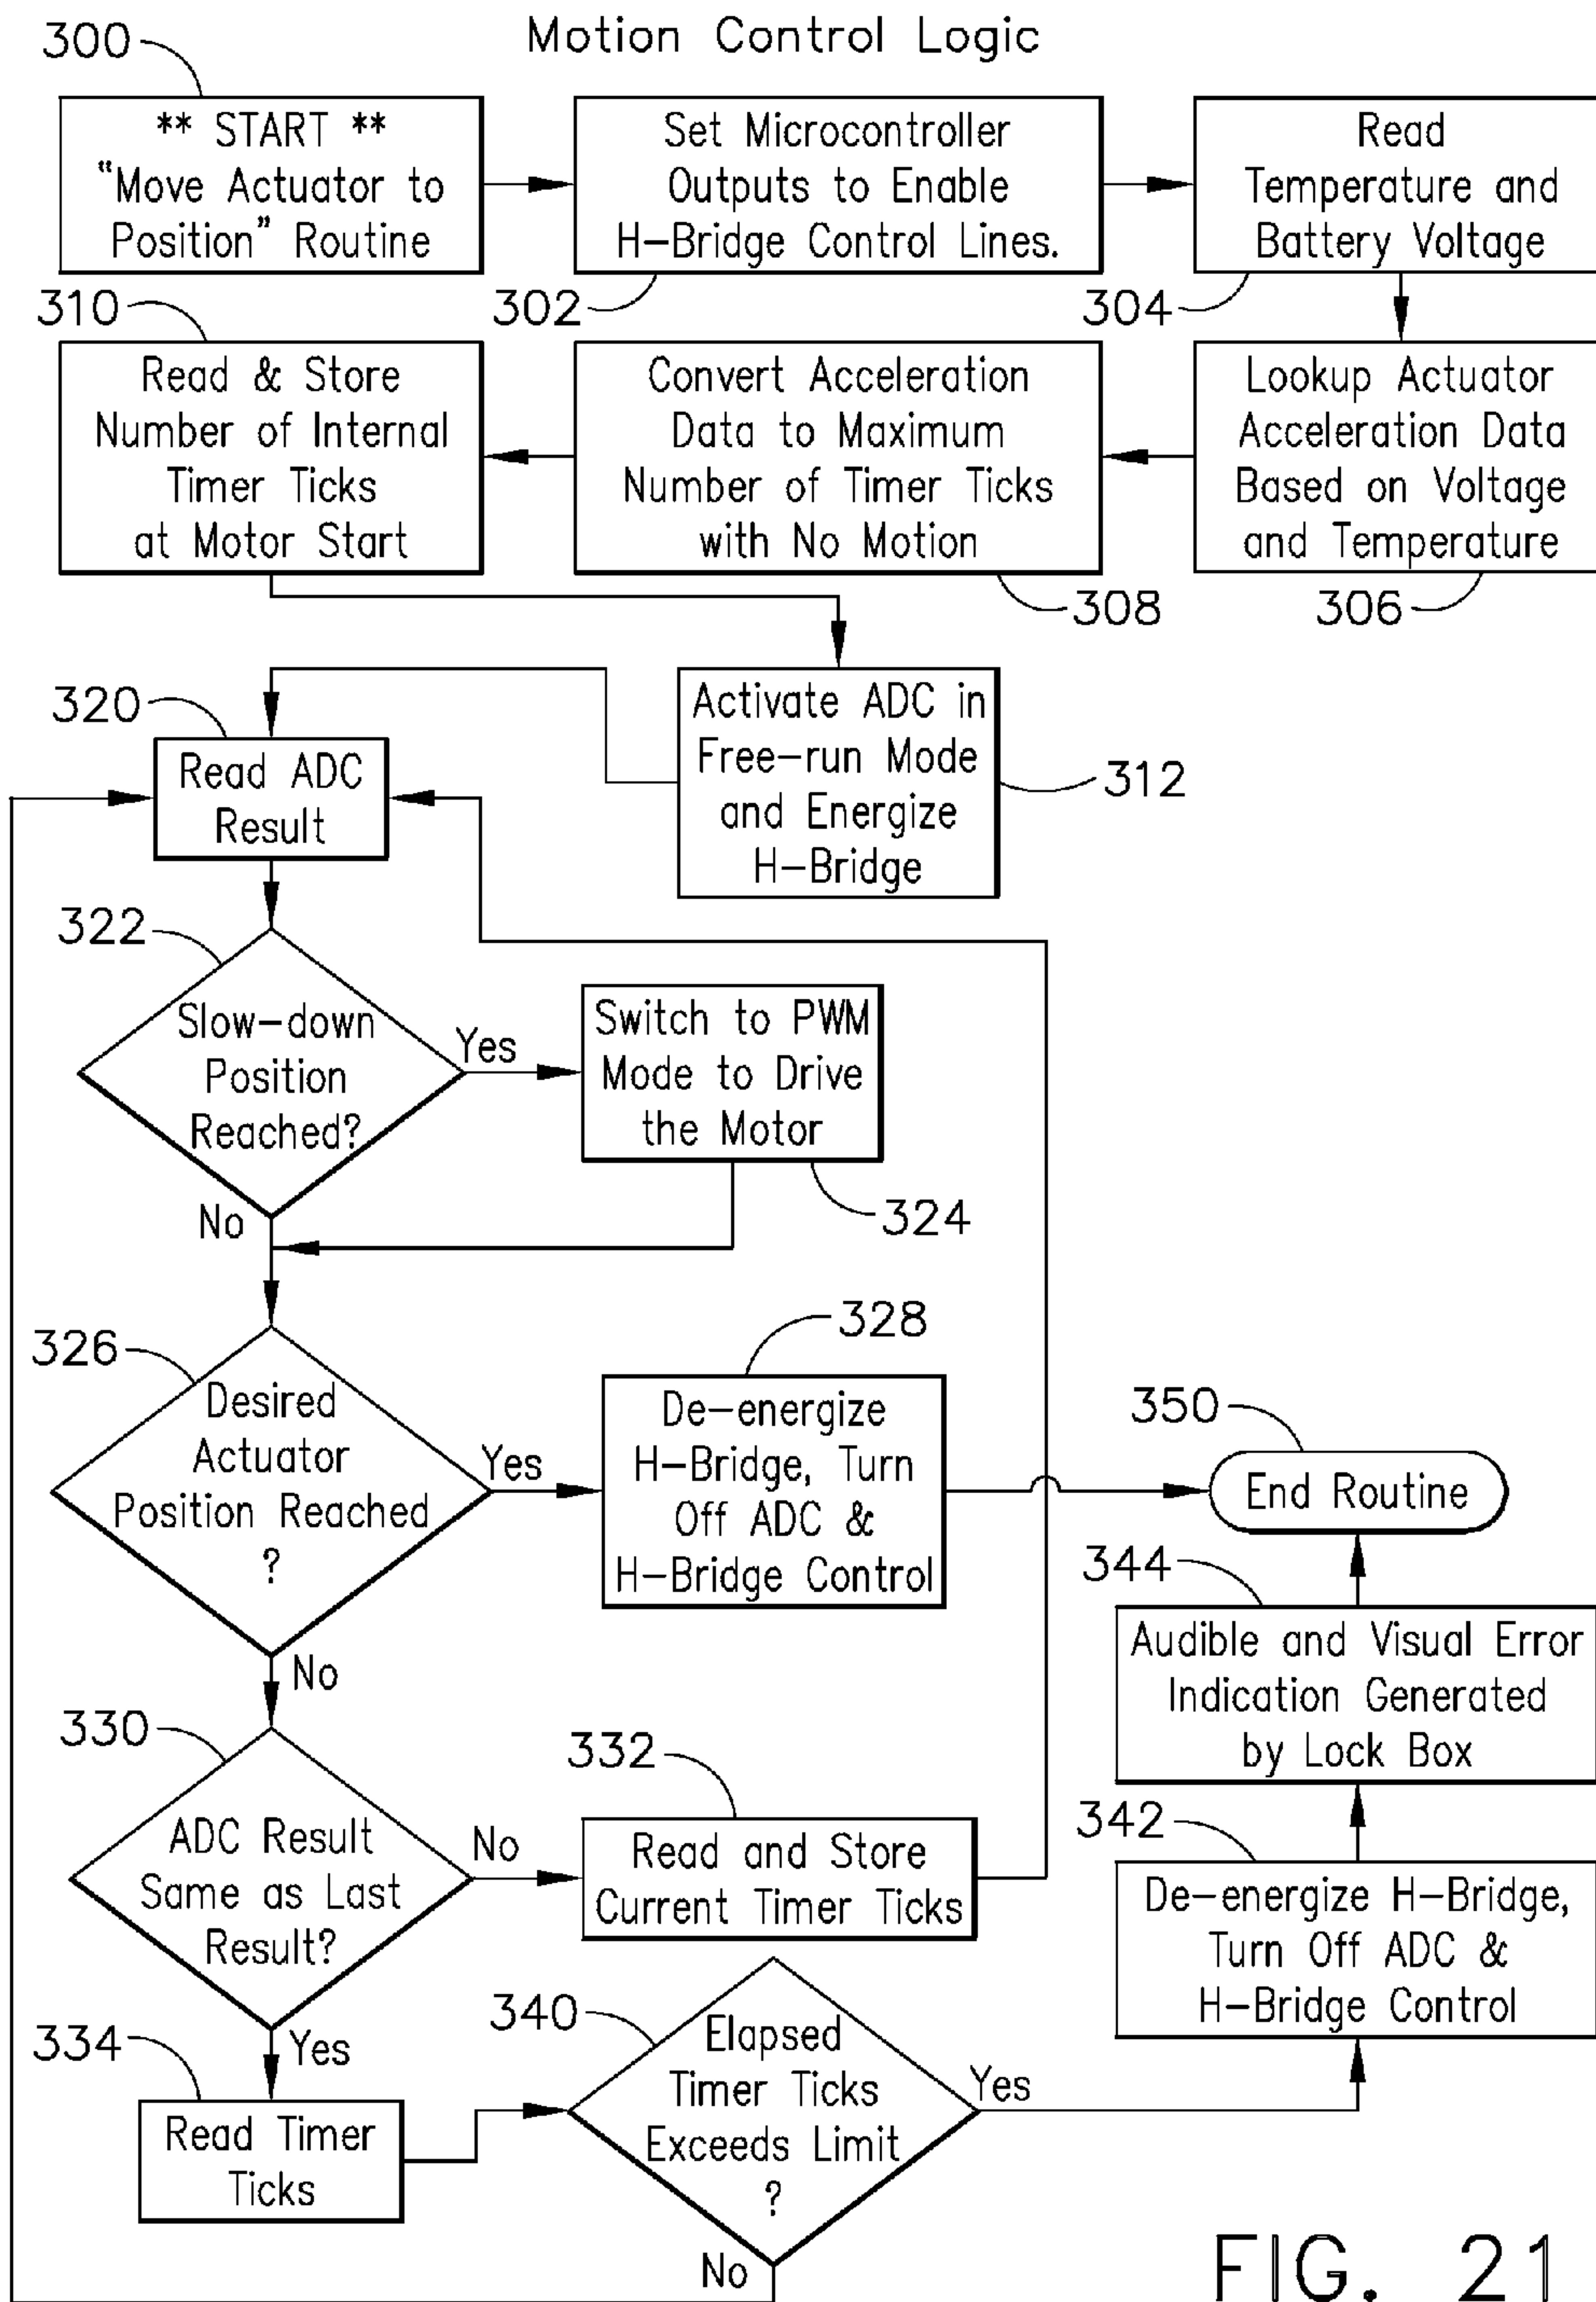 Motion Control Logic
300
** START **
"Move Actuator to
Position" Routine
Set Microcontroller
Outputs to Enable
H-Bridge Control Lines.
302
Read
Temperature and
Battery Voltage
304
310
Read & Store
Number of Internal
Timer Ticks
at Motor Start
Convert Acceleration
Data to Maximum
Number of Timer Ticks
with No Motion
308
Lookup Actuator
Acceleration Data
Based on Voltage
and Temperature
306
Activate ADC in
Free-run Mode
and Energize
H-Bridge
312
320
Read ADC
Result
322
Slow-down
Position
Reached?
Yes
No
Switch to PWM
Mode to Drive
the Motor
324
326
Desired
Actuator
Position Reached
?
Yes
No
328
De-energize
H-Bridge, Turn
Off ADC &
H-Bridge Control
350
End Routine
344
Audible and Visual Error
Indication Generated
by Lock Box
330
ADC Result
Same as Last
Result?
No
Yes
332
Read and Store
Current Timer Ticks
342
De-energize H-Bridge,
Turn Off ADC &
H-Bridge Control
334
Read Timer
Ticks
340
Elapsed
Timer Ticks
Exceeds Limit
?
Yes
No
FIG. 21